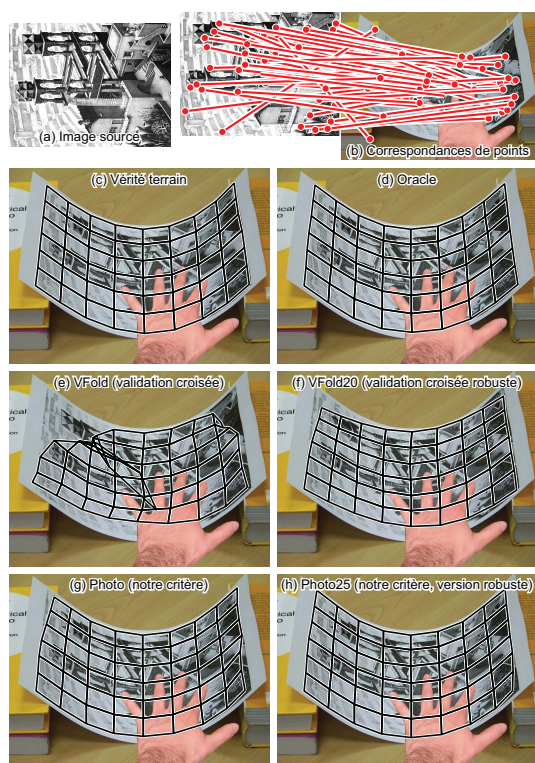 (a) Image source
(b) Correspondances de points
(c) Vérité terrain
(d) Oracle
(e) VFold (validation croisée)
(f) VFold20 (validation croisée robuste)
(g) Photo (notre critère)
(h) Photo25 (notre critère, version robuste)